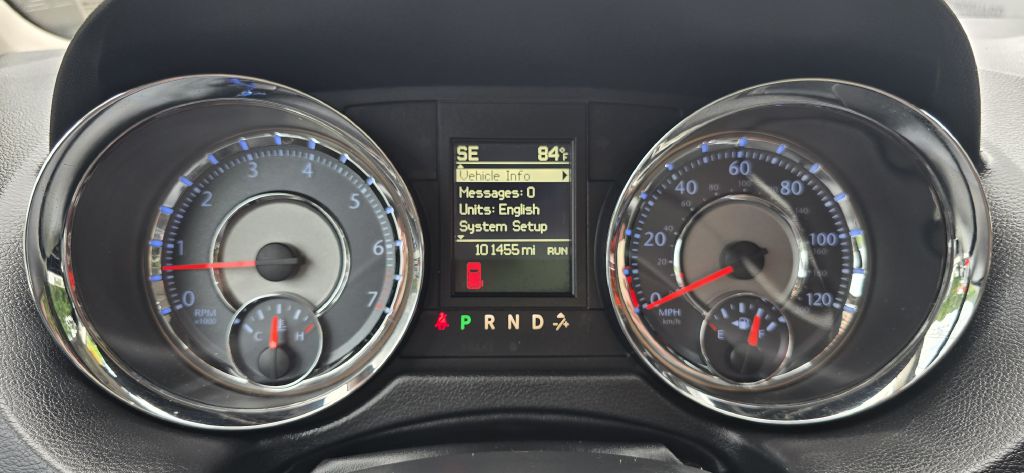 SE 84°F
Vehicle Info
Messages: 0
Units: English
System Setup
101455 mi RUN
P R N D
0
1
2
3
4
5
6
7
RPM
x1000
C H
0
20
40
60
80
100
120
MPH
km/h
E F